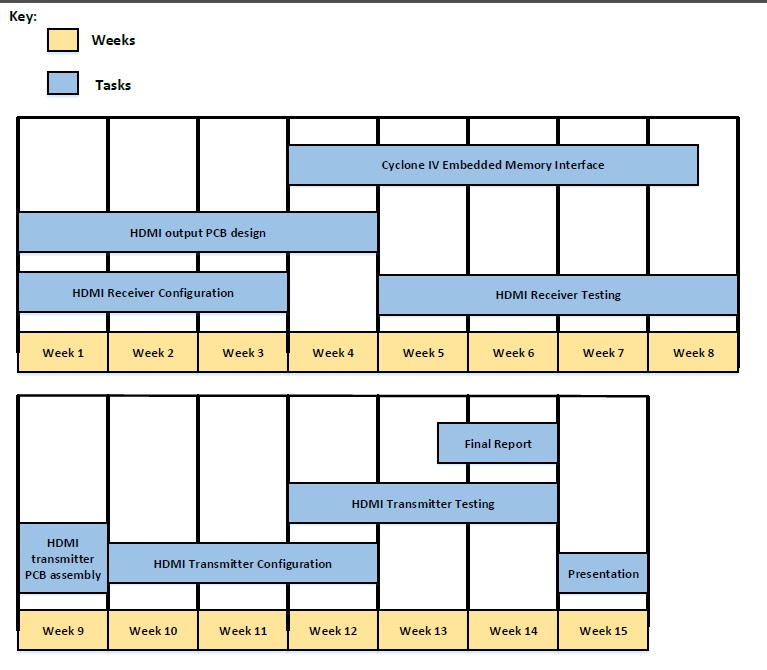 Key:
Weeks
Tasks
Cyclone IV Embedded Memory Interface
HDMI output PCB design
HDMI Receiver Configuration
HDMI Receiver Testing
Week 1 Week 2 Week 3 Week 4 Week 5 Week 6 Week 7 Week 8
Final Report
HDMI Transmitter Testing
HDMI
transmitter
PCB assembly
HDMI Transmitter Configuration
Presentation
Week 9 Week 10 Week 11 Week 12 Week 13 Week 14 Week 15